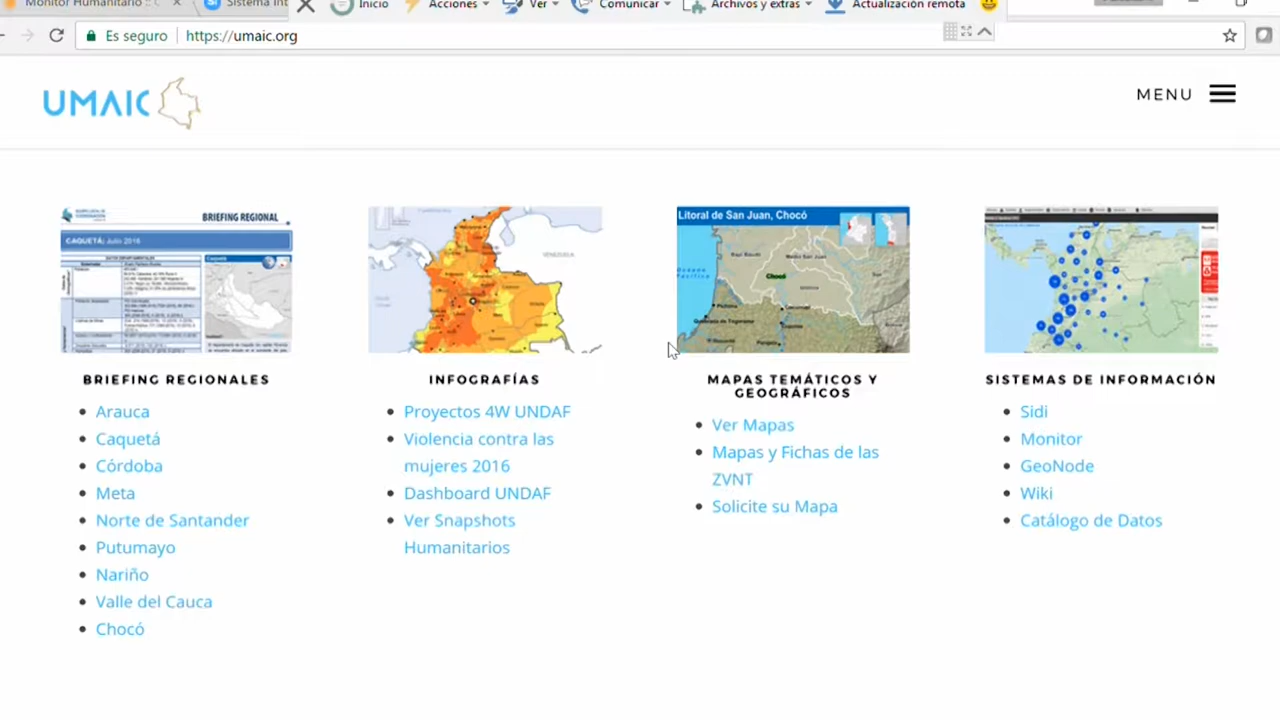 Monitor Humanitario ::
Sistema Int
Inicio
Acciones
Ver
Comunicar
Archivos y extras
Actualización remota
Es seguro
https://umaic.org
UMAIC
MENU
BRIEFING REGIONAL
CAQUETÁ: Julio 2016
Caquetá
VENEZUELA
Litoral de San Juan, Chocó
Chocó
BRIEFING REGIONALES
Arauca
Caquetá
Córdoba
Meta
Norte de Santander
Putumayo
Nariño
Valle del Cauca
Chocó
INFOGRAFÍAS
Proyectos 4W UNDAF
Violencia contra las
mujeres 2016
Dashboard UNDAF
Ver Snapshots
Humanitarios
MAPAS TEMÁTICOS Y
GEOGRÁFICOS
Ver Mapas
Mapas y Fichas de las
ZVNT
Solicite su Mapa
SISTEMAS DE INFORMACIÓN
Sidi
Monitor
GeoNode
Wiki
Catálogo de Datos